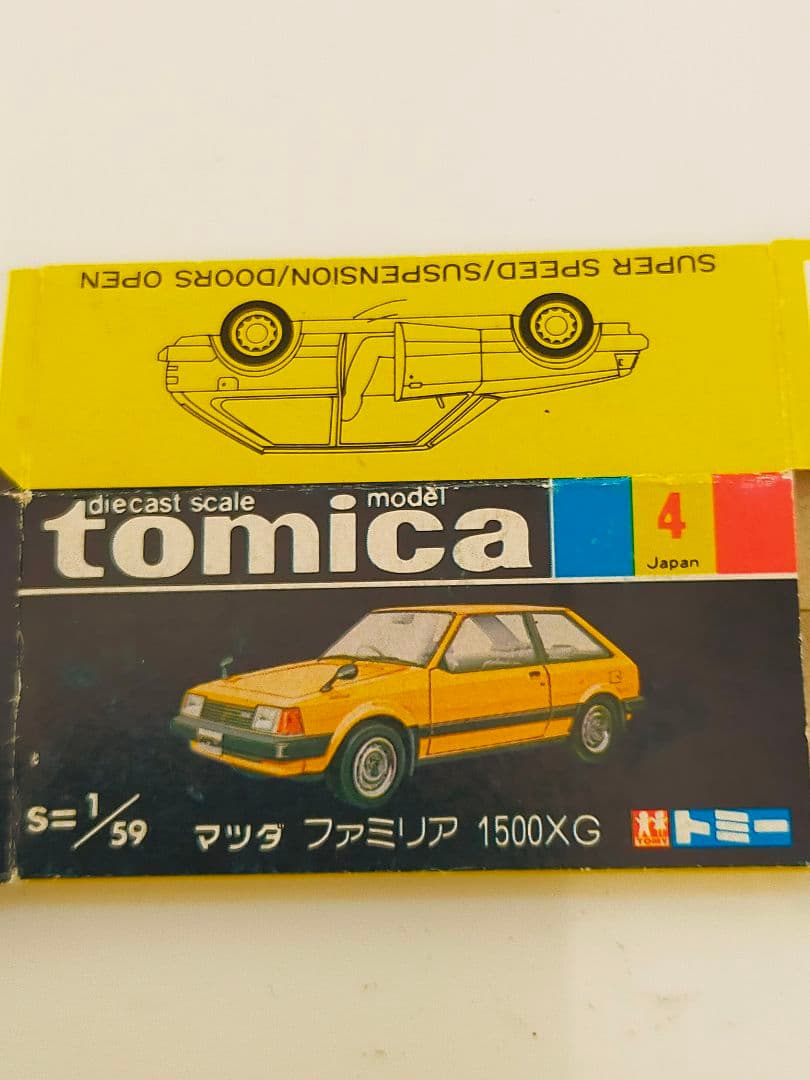 SUPER SPEED/SUSPENSION/DOORS OPEN
diecast scale model
tomica
4
Japan
S=1/59
マツダ ファミリア 1500XG
TOMY
トミー